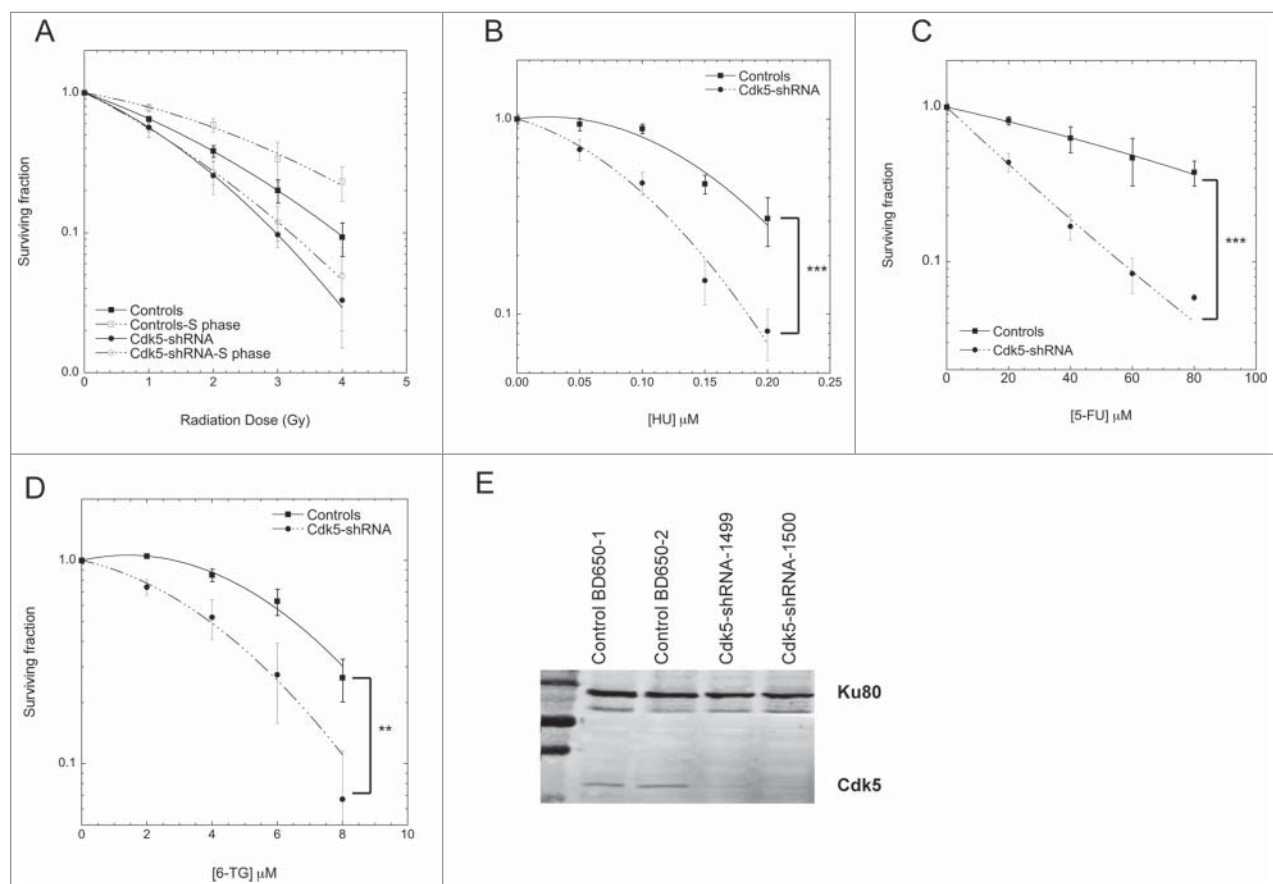 A
Surviving fraction
1.0
0.1
0.0
Controls
Controls-S phase
Cdk5-shRNA
Cdk5-shRNA-S phase
0 1 2 3 4 5
Radiation Dose (Gy)
B
Surviving fraction
1.0
0.1
Controls
Cdk5-shRNA
***
0.00 0.05 0.10 0.15 0.20 0.25
[HU] µM
C
Surviving fraction
1.0
0.1
Controls
Cdk5-shRNA
***
0 20 40 60 80 100
[5-FU] µM
D
Surviving fraction
1.0
0.1
Controls
Cdk5-shRNA
**
0 2 4 6 8 10
[6-TG] µM
E
Control BD650-1
Control BD650-2
Cdk5-shRNA-1499
Cdk5-shRNA-1500
Ku80
Cdk5